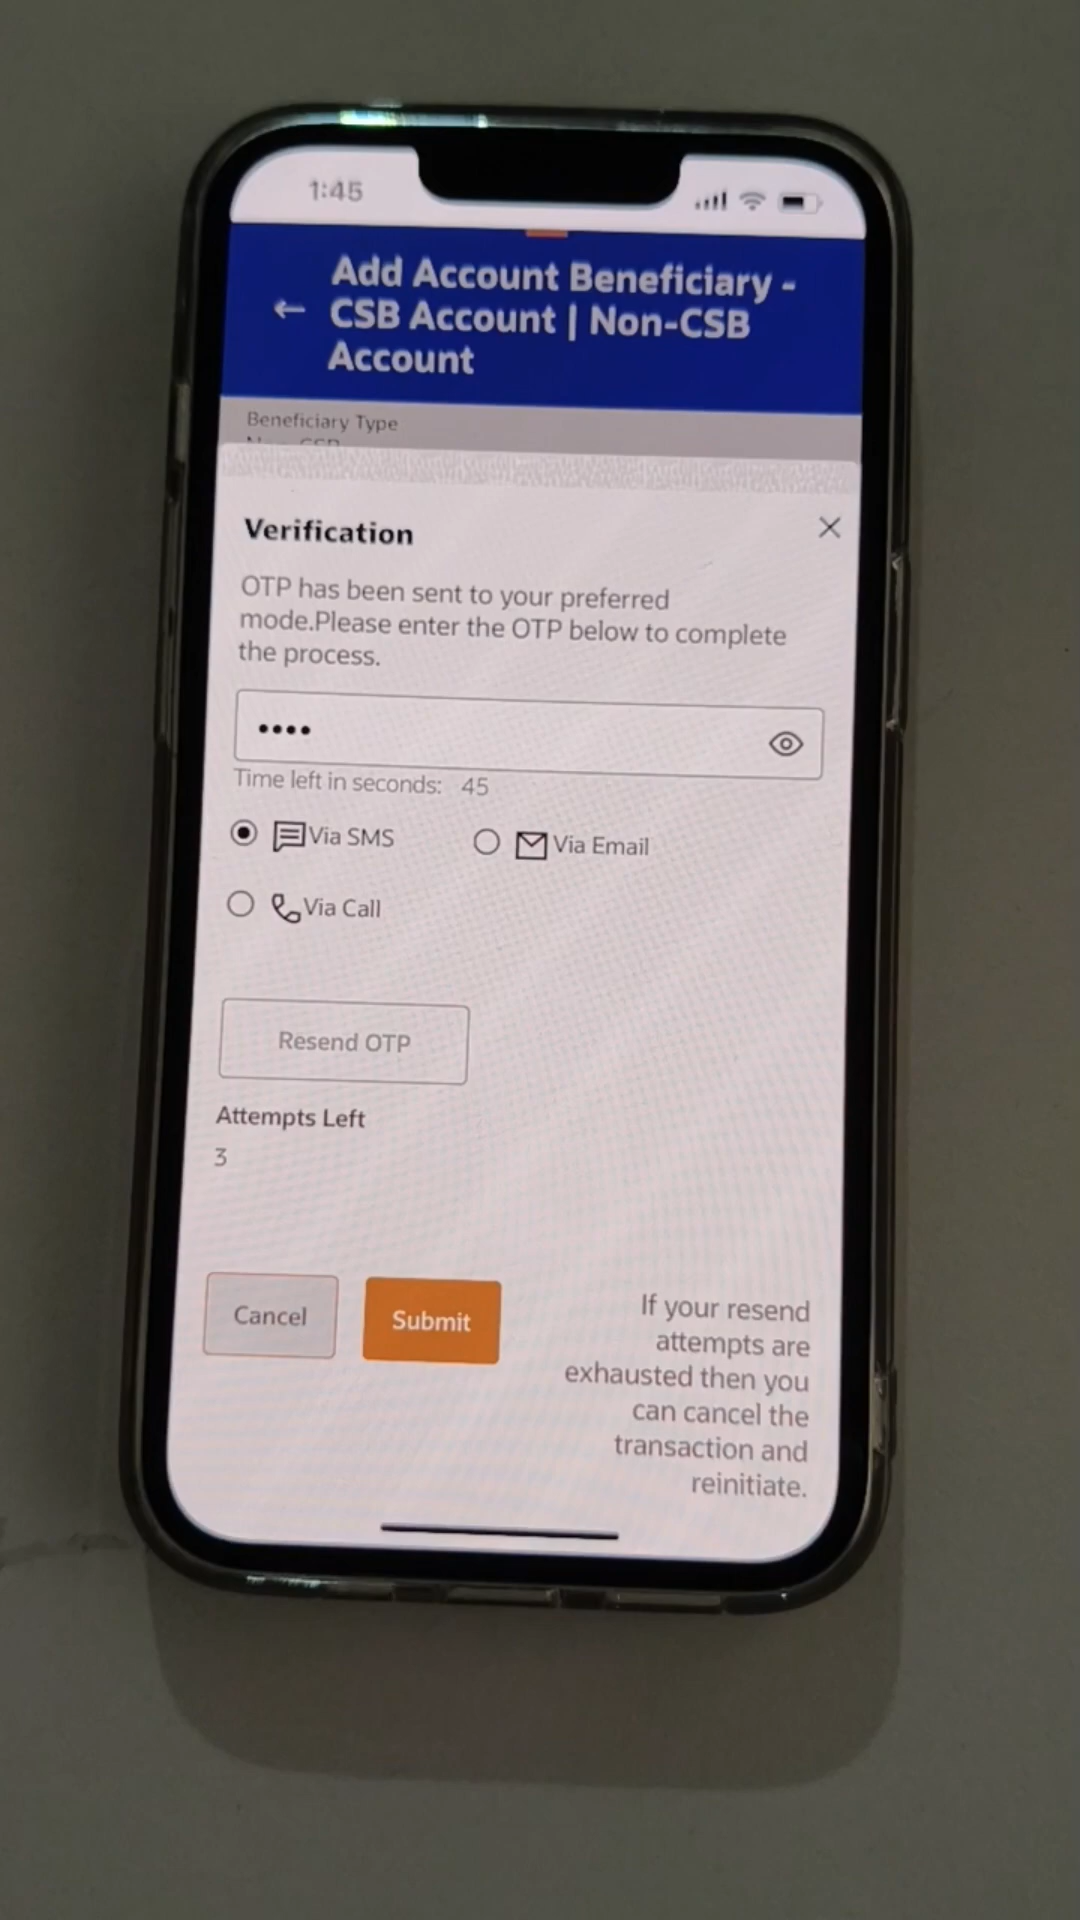 1:45
Add Account Beneficiary -
CSB Account | Non-CSB
Account
Beneficiary Type
Verification
OTP has been sent to your preferred
mode.Please enter the OTP below to complete
the process.
••••
Time left in seconds: 45
Via SMS
Via Email
Via Call
Resend OTP
Attempts Left
3
Cancel
Submit
If your resend
attempts are
exhausted then you
can cancel the
transaction and
reinitiate.